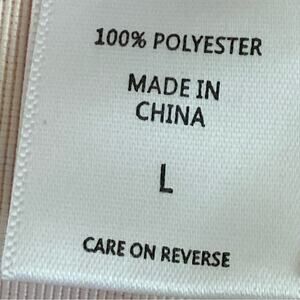 100% POLYESTER
MADE IN
CHINA
L
CARE ON REVERSE